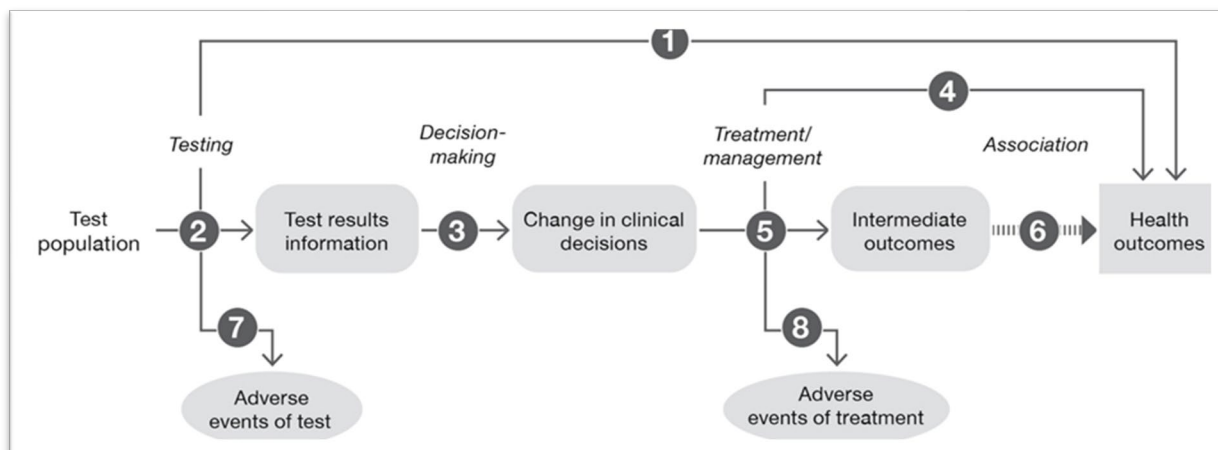 1
4
Testing
Decision-
making
Treatment/
management
Association
Test
population
2
Test results
information
3
Change in clinical
decisions
5
Intermediate
outcomes
6
Health
outcomes
7
8
Adverse
events of test
Adverse
events of treatment